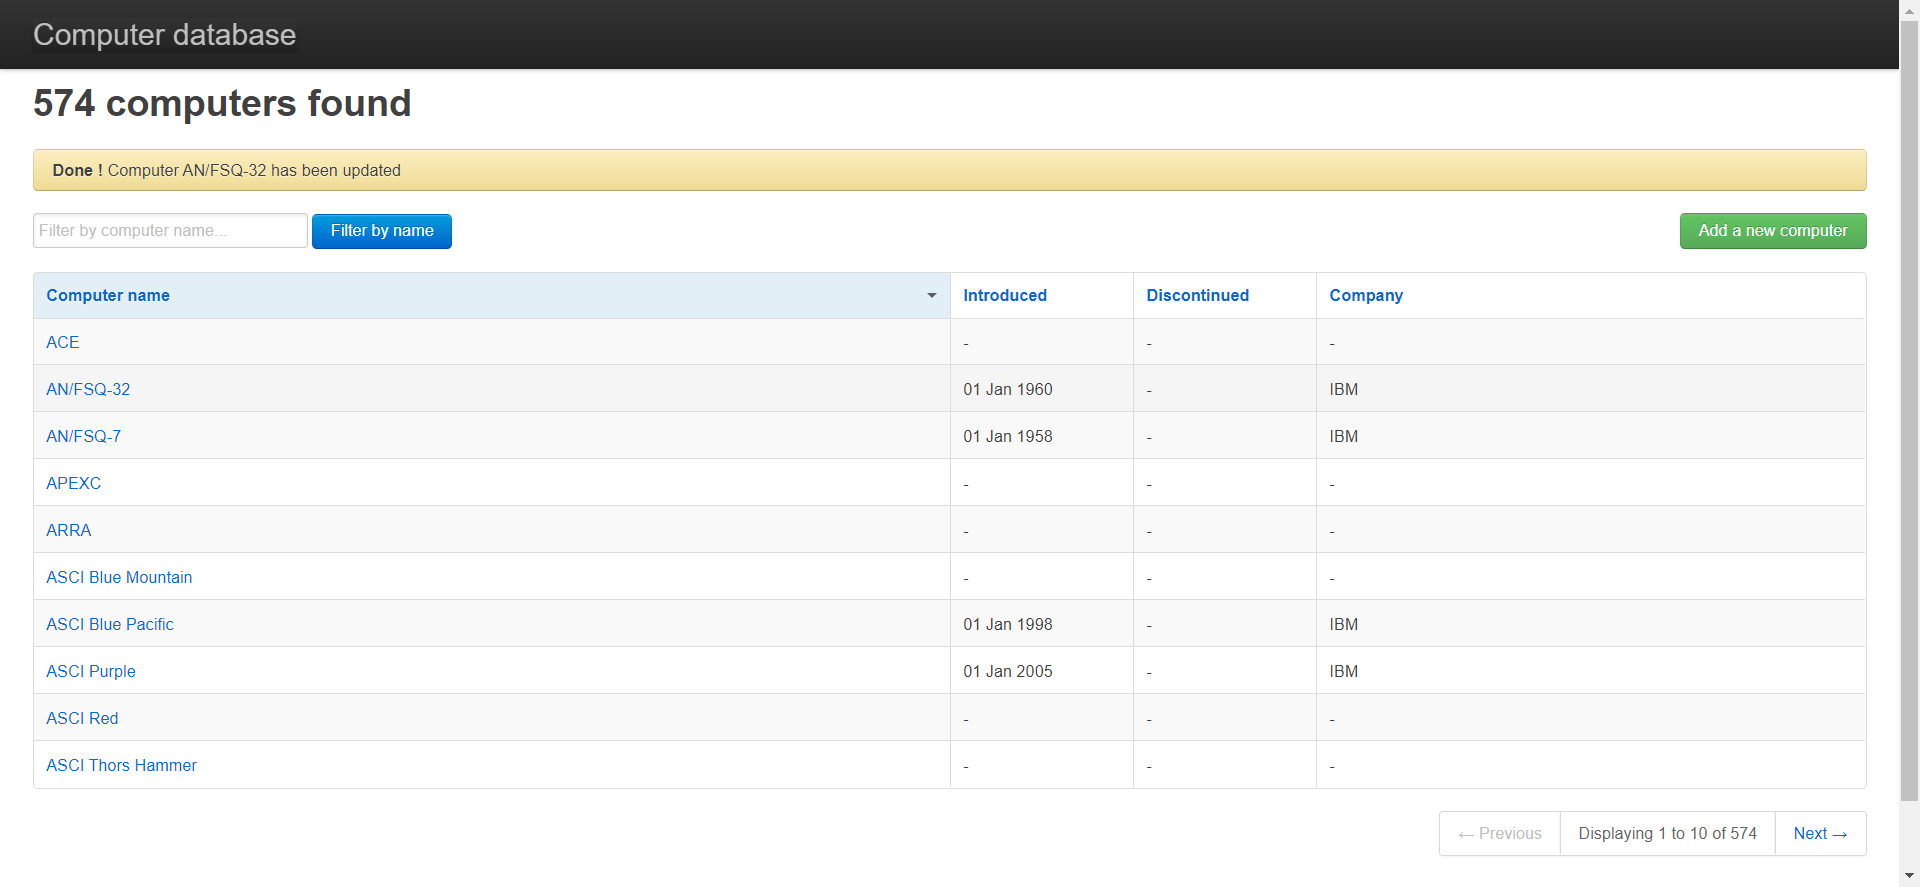 Computer database
574 computers found
Done ! Computer AN/FSQ-32 has been updated
Filter by computer name... Filter by name Add a new computer
Computer name Introduced Discontinued Company
ACE - - -
AN/FSQ-32 01 Jan 1960 - IBM
AN/FSQ-7 01 Jan 1958 - IBM
APEXC - - -
ARRA - - -
ASCI Blue Mountain - - -
ASCI Blue Pacific 01 Jan 1998 - IBM
ASCI Purple 01 Jan 2005 - IBM
ASCI Red - - -
ASCI Thors Hammer - - -
← Previous Displaying 1 to 10 of 574 Next →